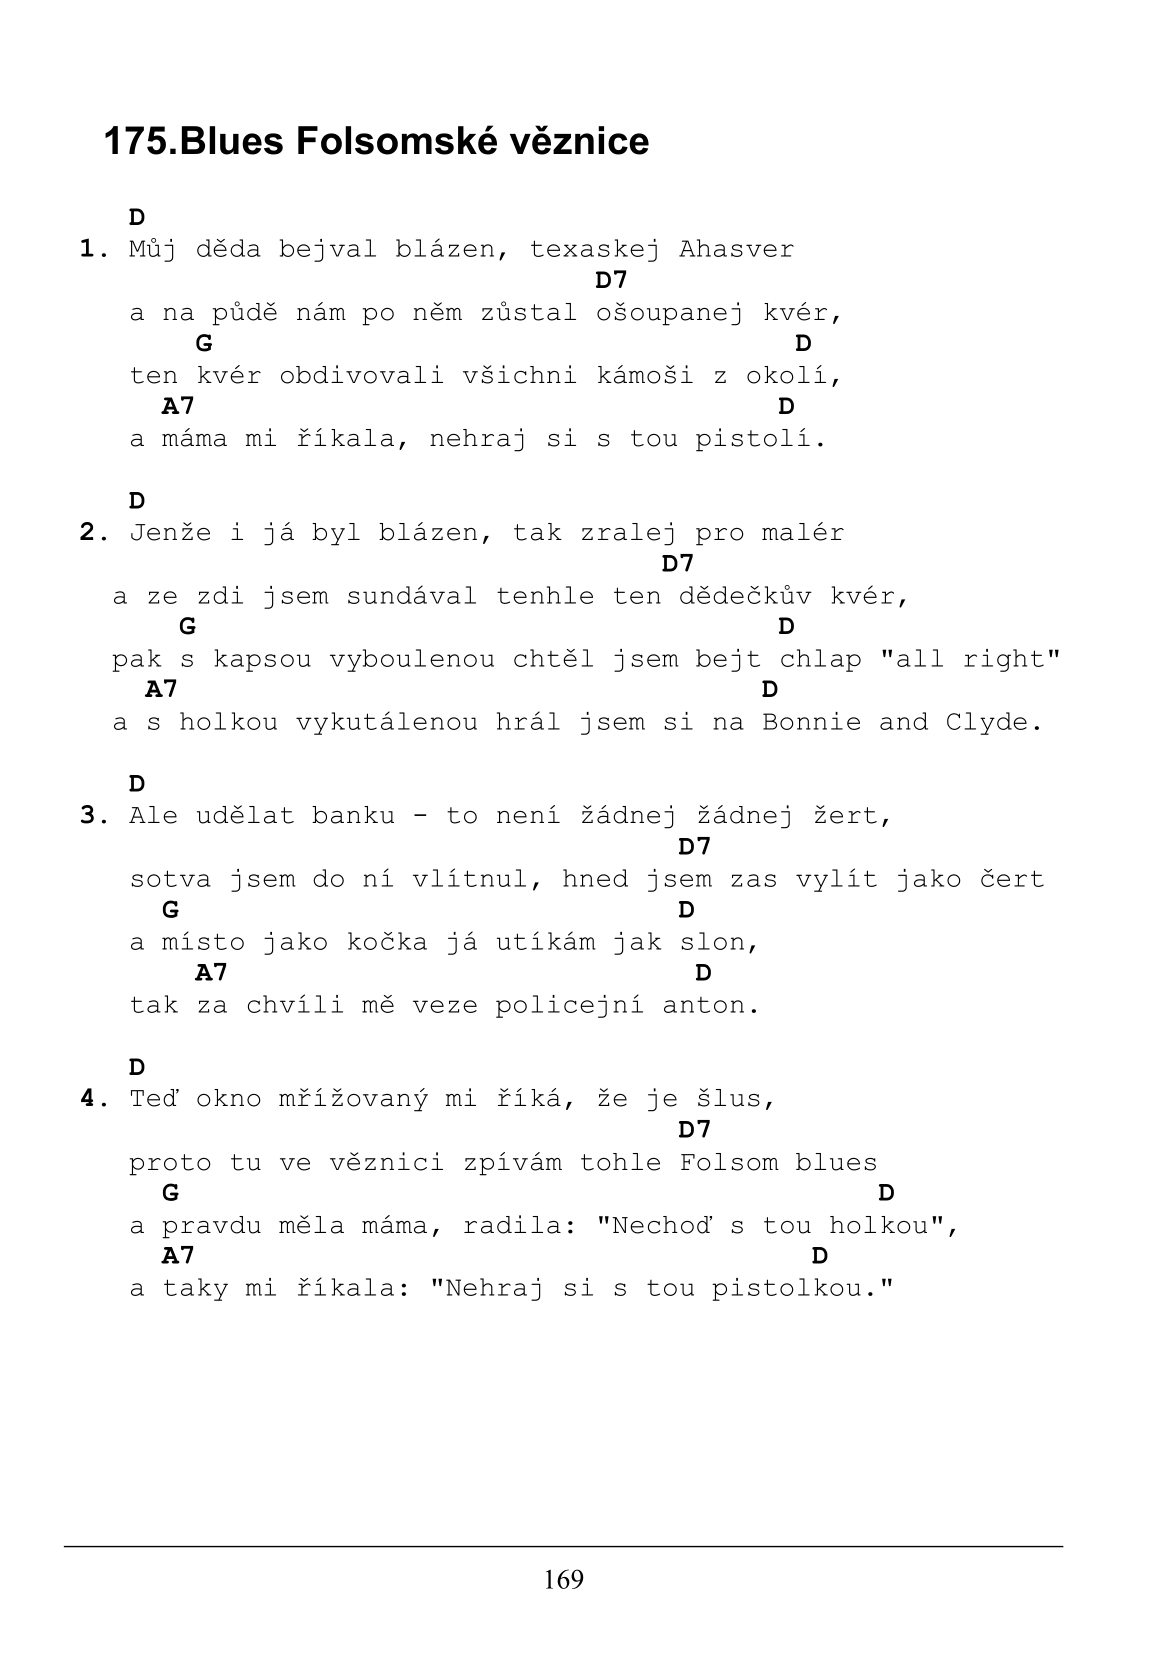 175.Blues Folsomské věznice
D
1. Můj děda bejval blázen, texaskej Ahasver
D7
a na půdě nám po něm zůstal ošoupanej kvér,
G D
ten kvér obdivovali všichni kámoši z okolí,
A7 D
a máma mi říkala, nehraj si s tou pistolí.
D
2. Jenže i já byl blázen, tak zralej pro malér
D7
a ze zdi jsem sundával tenhle ten dědečkův kvér,
G D
pak s kapsou vyboulenou chtěl jsem bejt chlap "all right"
A7 D
a s holkou vykutálenou hrál jsem si na Bonnie and Clyde.
D
3. Ale udělat banku - to není žádnej žádnej žert,
D7
sotva jsem do ní vlítnul, hned jsem zas vylít jako čert
G D
a místo jako kočka já utíkám jak slon,
A7 D
tak za chvíli mě veze policejní anton.
D
4. Teď okno mřížovaný mi říká, že je šlus,
D7
proto tu ve věznici zpívám tohle Folsom blues
G D
a pravdu měla máma, radila: "Nechoď s tou holkou",
A7 D
a taky mi říkala: "Nehraj si s tou pistolkou."
169